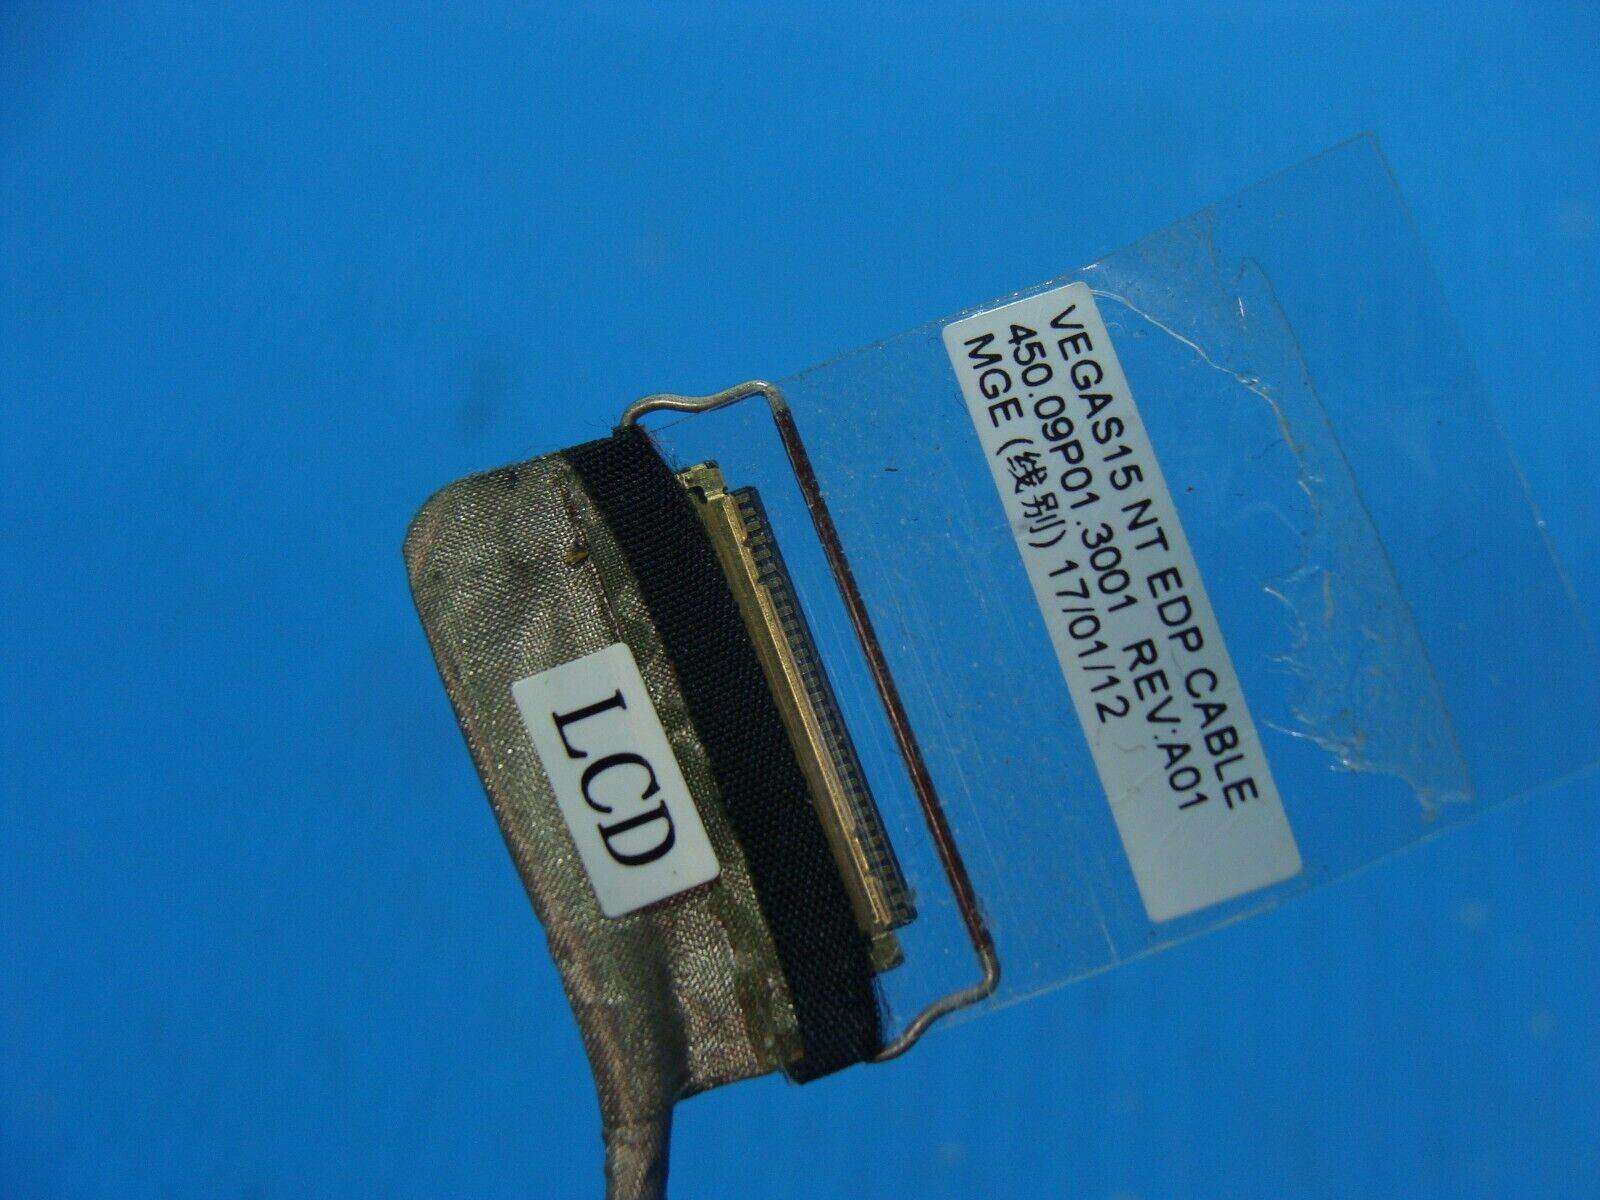 VEGAS15 NT EDP CABLE
450.09P01.3001 REV:A01
MGE (线别) 17/01/12
LCD